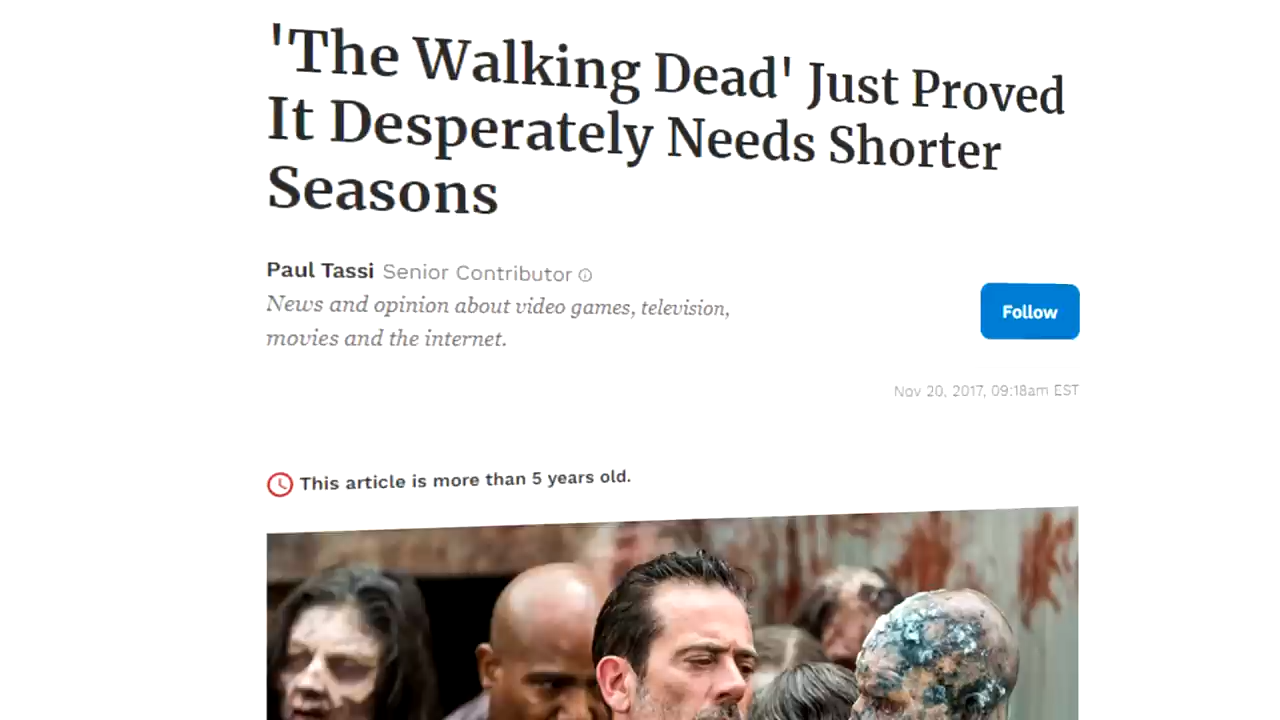 'The Walking Dead' Just Proved
It Desperately Needs Shorter
Seasons
Paul Tassi Senior Contributor
News and opinion about video games, television,
movies and the internet.
Follow
Nov 20, 2017, 09:18am EST
This article is more than 5 years old.